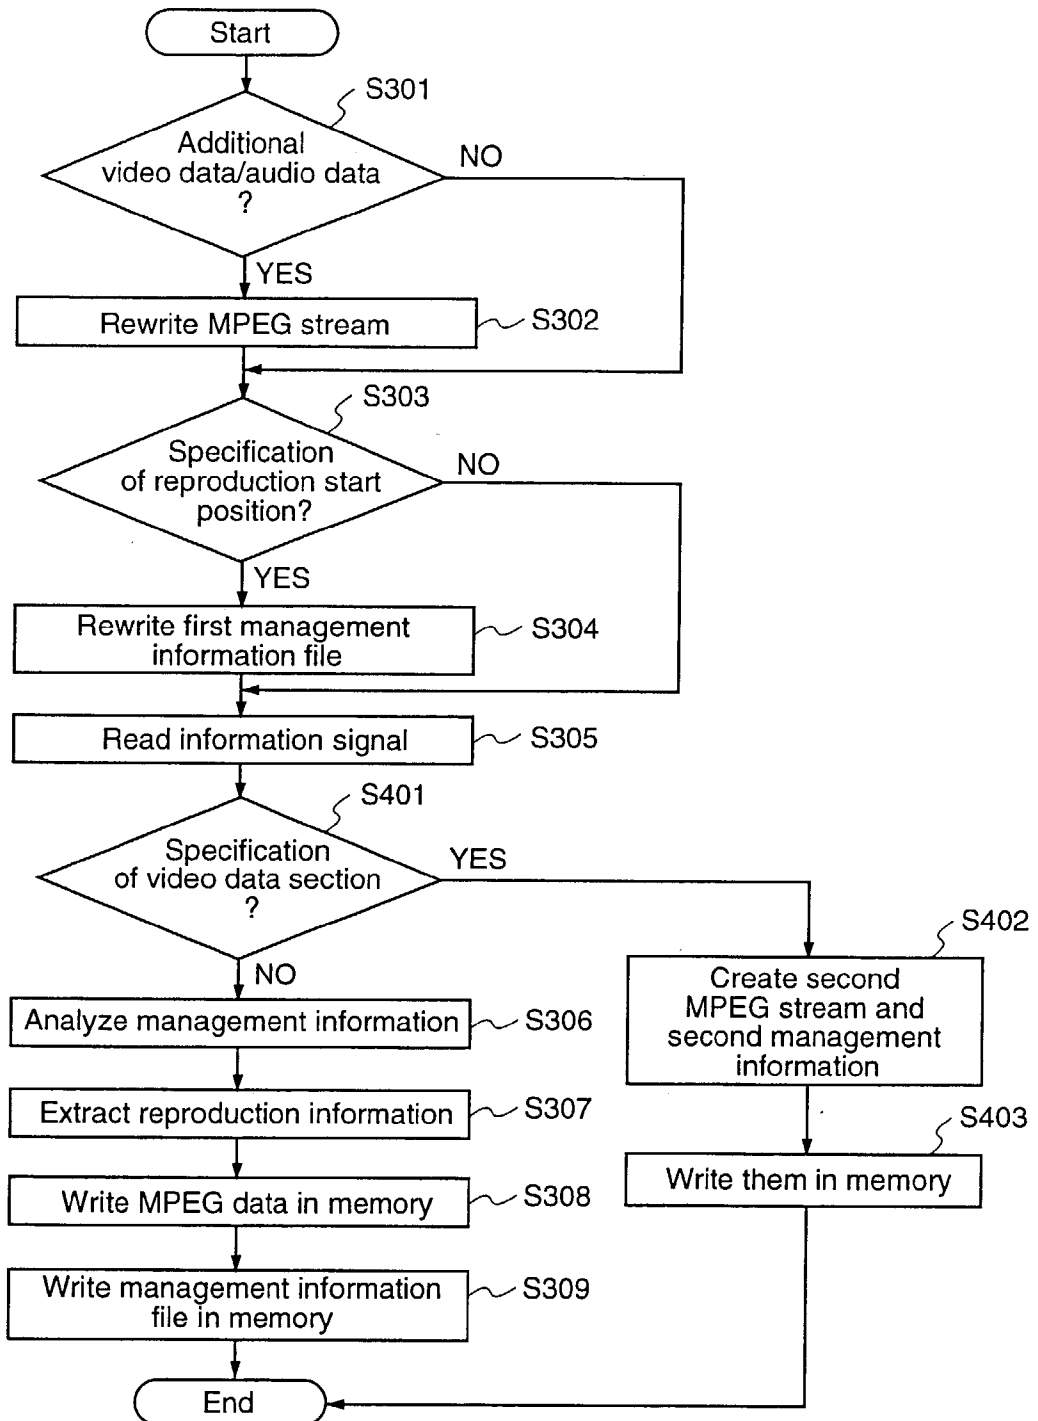 Start
S301
Additional
video data/audio data
?
NO
YES
Rewrite MPEG stream
S302
S303
Specification
of reproduction start
position?
NO
YES
Rewrite first management
information file
S304
Read information signal
S305
S401
Specification
of video data section
?
YES
NO
S402
Create second
MPEG stream and
second management
information
Analyze management information
S306
Extract reproduction information
S307
S403
Write them in memory
Write MPEG data in memory
S308
Write management information
file in memory
S309
End